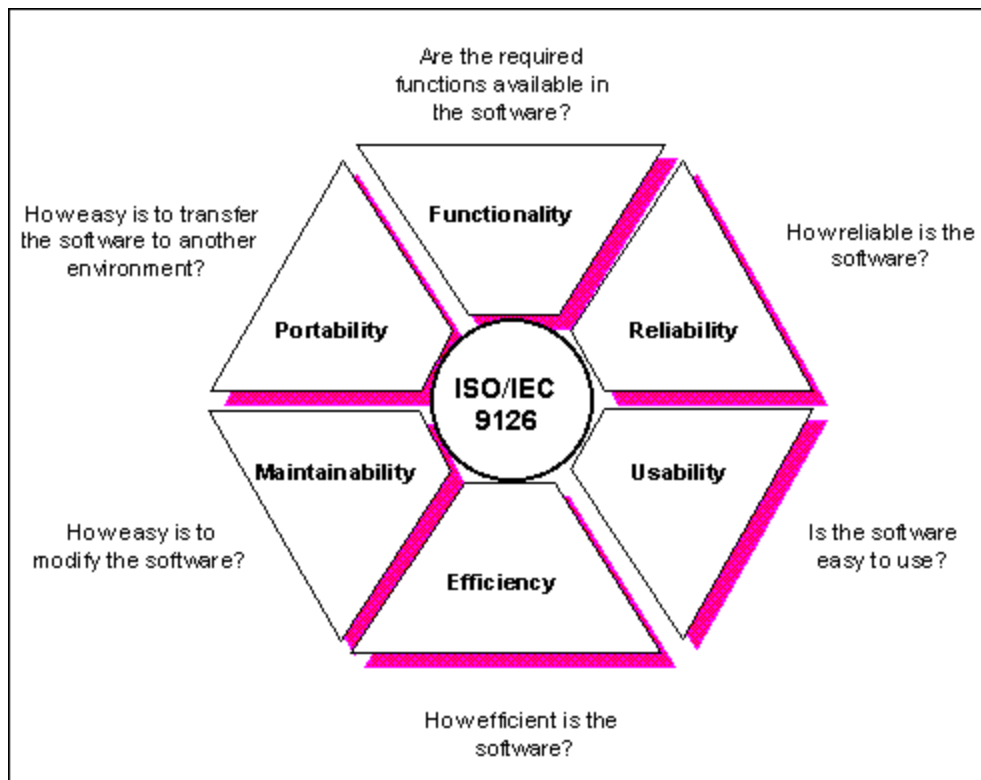 Are the required
functions available in
the software?
Functionality
How easy is to transfer
the software to another
environment?
How reliable is the
software?
Portability
Reliability
ISO/IEC
9126
Maintainability
Usability
How easy is to
modify the software?
Is the software
easy to use?
Efficiency
How efficient is the
software?